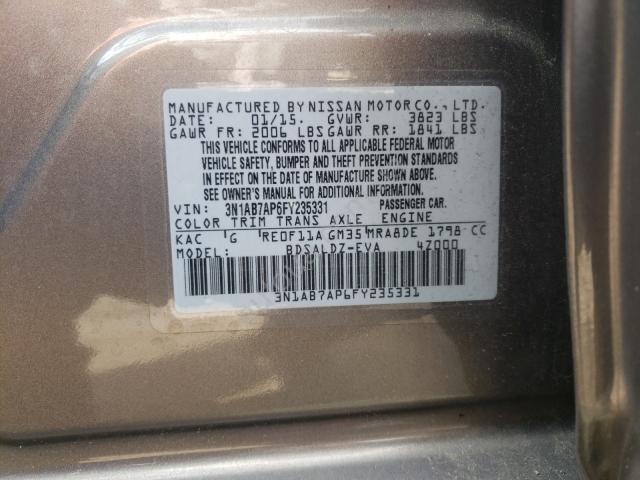 MANUFACTURED BY NISSAN MOTOR CO., LTD.
DATE: 01/15. GVWR: 3823 LBS
GAWR FR: 2006 LBS GAWR RR: 1841 LBS
THIS VEHICLE CONFORMS TO ALL APPLICABLE FEDERAL MOTOR
VEHICLE SAFETY, BUMPER AND THEFT PREVENTION STANDARDS
IN EFFECT ON THE DATE OF MANUFACTURE SHOWN ABOVE.
SEE OWNER'S MANUAL FOR ADDITIONAL INFORMATION.
VIN: 3N1AB7AP6FY235331 PASSENGER CAR.
COLOR TRIM TRANS AXLE ENGINE
KAC G RE0F11A GM35 MRA8DE 1798 CC
MODEL: BDSALDZ-EVA 4Z000
3N1AB7AP6FY235331